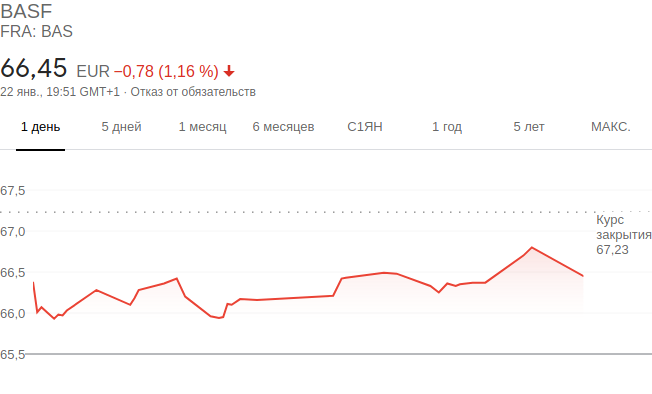 BASF
FRA: BAS
66,45 EUR −0,78 (1,16 %)
22 янв., 19:51 GMT+1 · Отказ от обязательств
1 день 5 дней 1 месяц 6 месяцев С1ЯН 1 год 5 лет МАКС.
67,5
Курс
закрытия
67,23
67,0
66,5
66,0
65,5